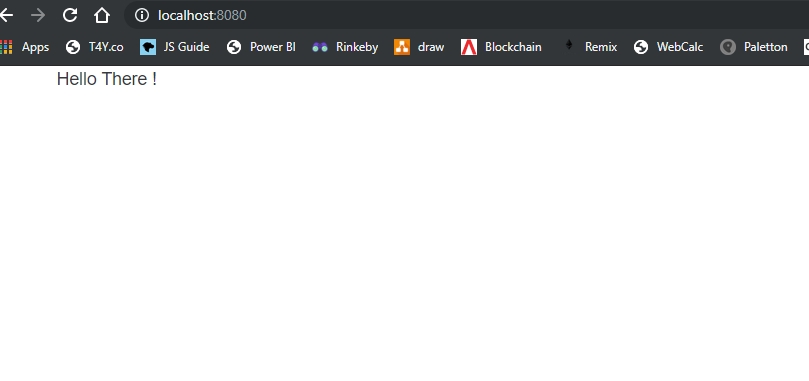 localhost:8080
Apps T4Y.co JS Guide Power BI Rinkeby draw Blockchain Remix WebCalc Paletton
Hello There !